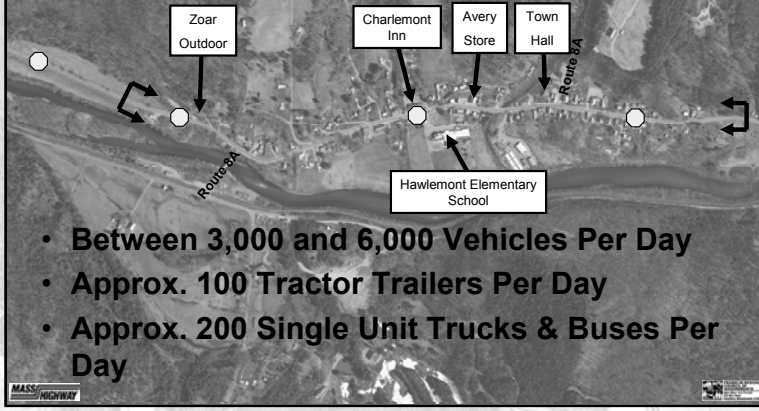 Zoar
Outdoor
Charlemont
Inn
Avery
Store
Town
Hall
Route 8A
Route 8A
Hawlemont Elementary
School
• Between 3,000 and 6,000 Vehicles Per Day
• Approx. 100 Tractor Trailers Per Day
• Approx. 200 Single Unit Trucks & Buses Per
Day
MASS HIGHWAY